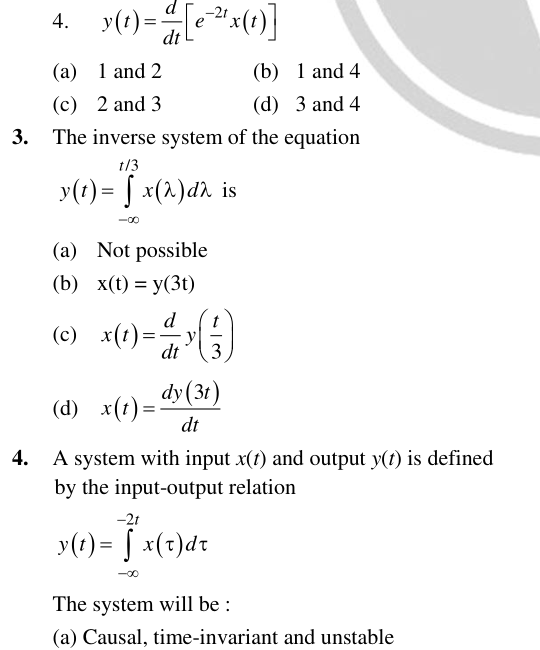 4. y(t) = d/dt [e^{-2t} x(t)]
(a) 1 and 2 (b) 1 and 4
(c) 2 and 3 (d) 3 and 4
3. The inverse system of the equation
y(t) = ∫_{-∞}^{t/3} x(λ)dλ is
(a) Not possible
(b) x(t) = y(3t)
(c) x(t) = d/dt y(t/3)
(d) x(t) = dy(3t)/dt
4. A system with input x(t) and output y(t) is defined
by the input-output relation
y(t) = ∫_{-∞}^{-2t} x(τ)dτ
The system will be :
(a) Causal, time-invariant and unstable